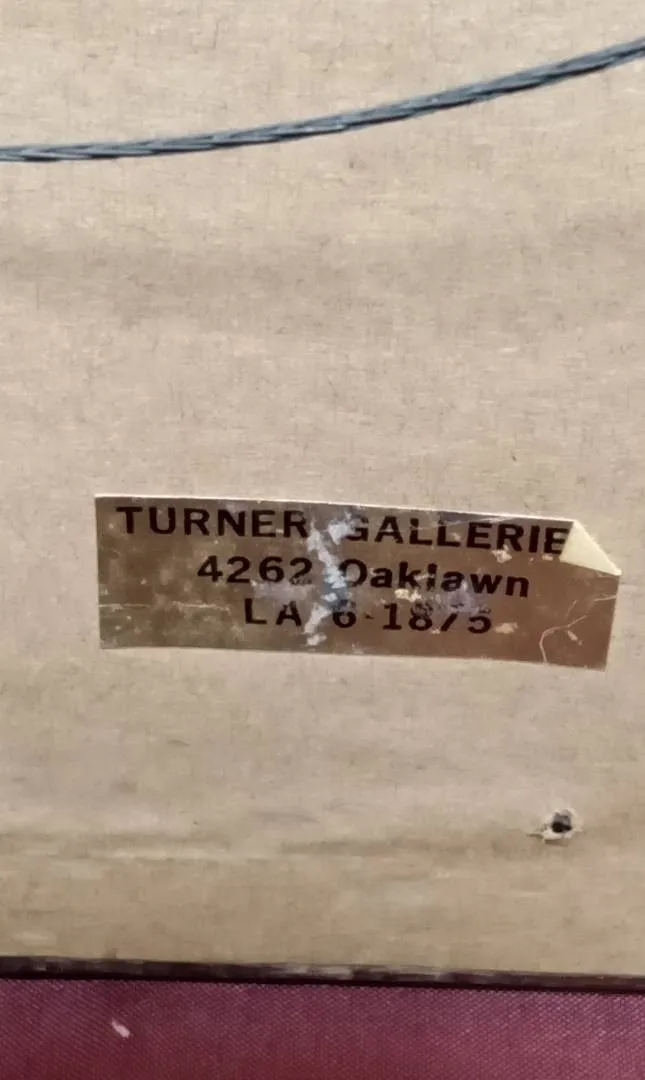 TURNER GALLERIE
4262 Oaklawn
LA 6-1875